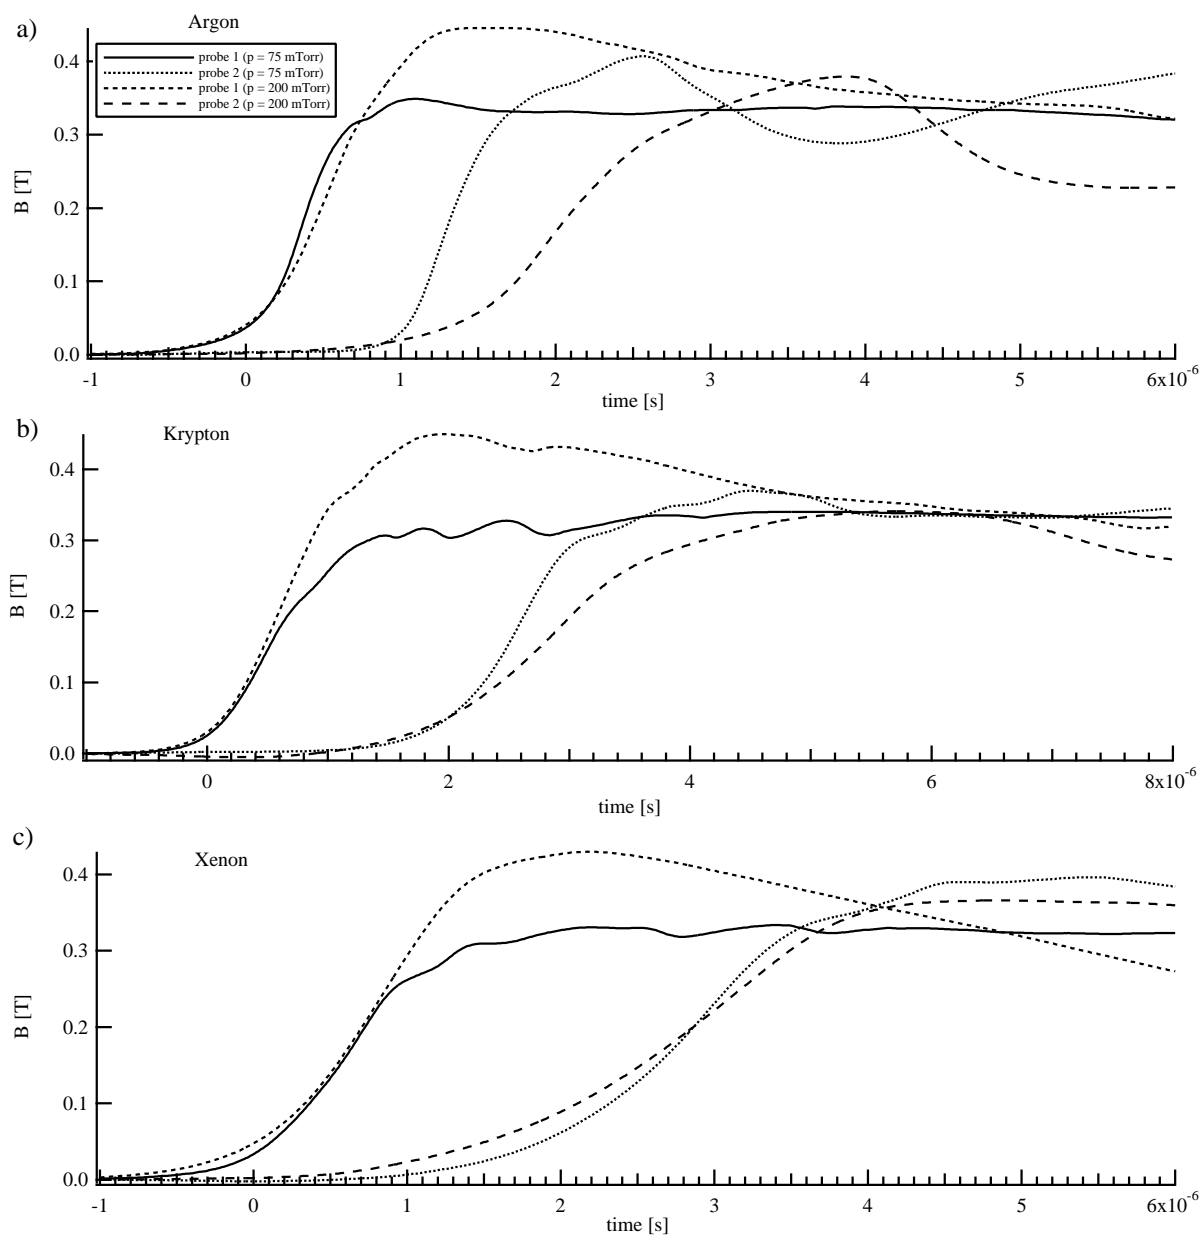 a)
Argon
probe 1 (p = 75 mTorr)
probe 2 (p = 75 mTorr)
probe 1 (p = 200 mTorr)
probe 2 (p = 200 mTorr)
B [T]
0.4
0.3
0.2
0.1
0.0
-1 0 1 2 3 4 5 6x10⁻⁶
time [s]
b)
Krypton
B [T]
0.4
0.3
0.2
0.1
0.0
0 2 4 6 8x10⁻⁶
time [s]
c)
Xenon
B [T]
0.4
0.3
0.2
0.1
0.0
-1 0 1 2 3 4 5 6x10⁻⁶
time [s]